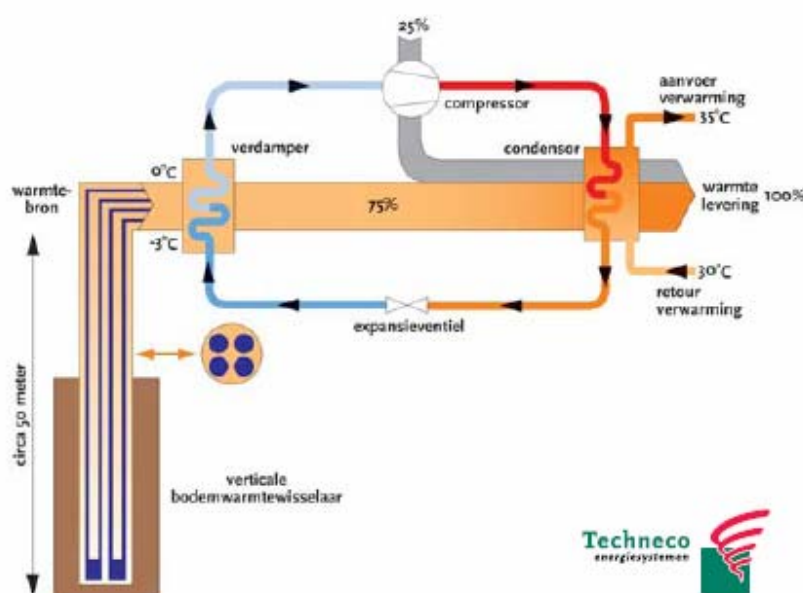 25%
compressor
aanvoer
verwarming
35°C
verdamper
condensor
0°C
warmte-
bron
75%
warmte
levering 100%
-3°C
30°C
retour
verwarming
expansieventiel
circa 50 meter
verticale
bodemwarmtewisselaar
Techneco
energiesystemen